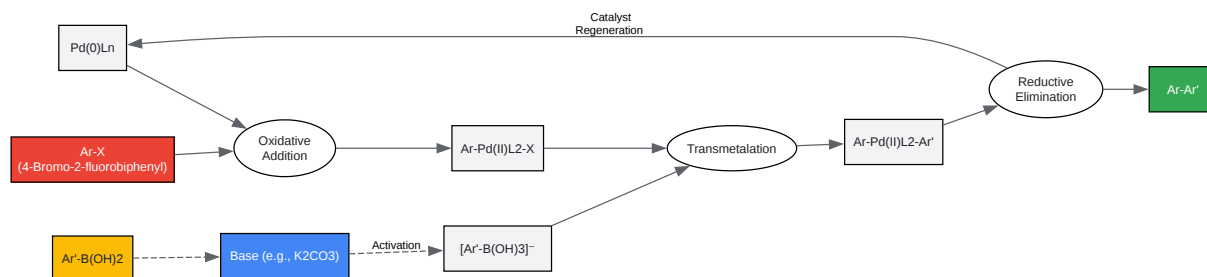 Catalyst
Regeneration
Pd(0)Ln
Reductive
Elimination
Ar-Ar'
Oxidative
Addition
Ar-X
(4-Bromo-2-fluorobiphenyl)
Ar-Pd(II)L2-X
Transmetalation
Ar-Pd(II)L2-Ar'
Ar'-B(OH)2
Base (e.g., K2CO3)
Activation
[Ar'-B(OH)3]⁻